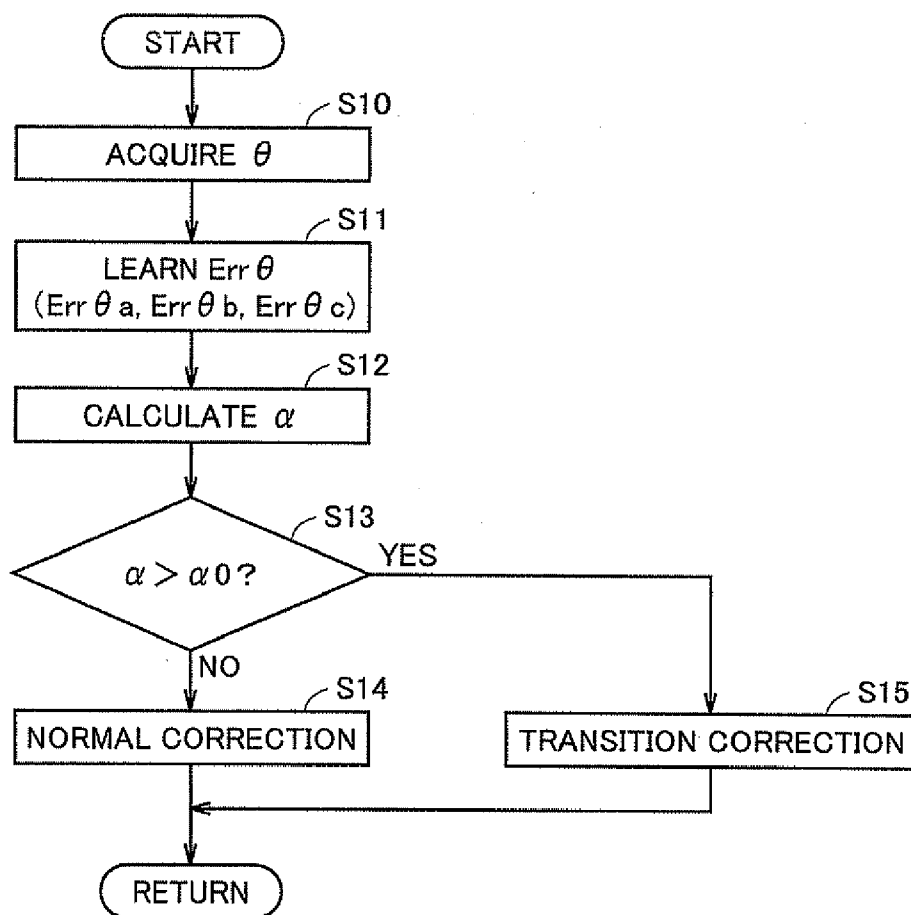 START
S10
ACQUIRE θ
S11
LEARN Err θ
(Err θ a, Err θ b, Err θ c)
S12
CALCULATE α
S13
α > α0?
YES
NO
S14
NORMAL CORRECTION
S15
TRANSITION CORRECTION
RETURN